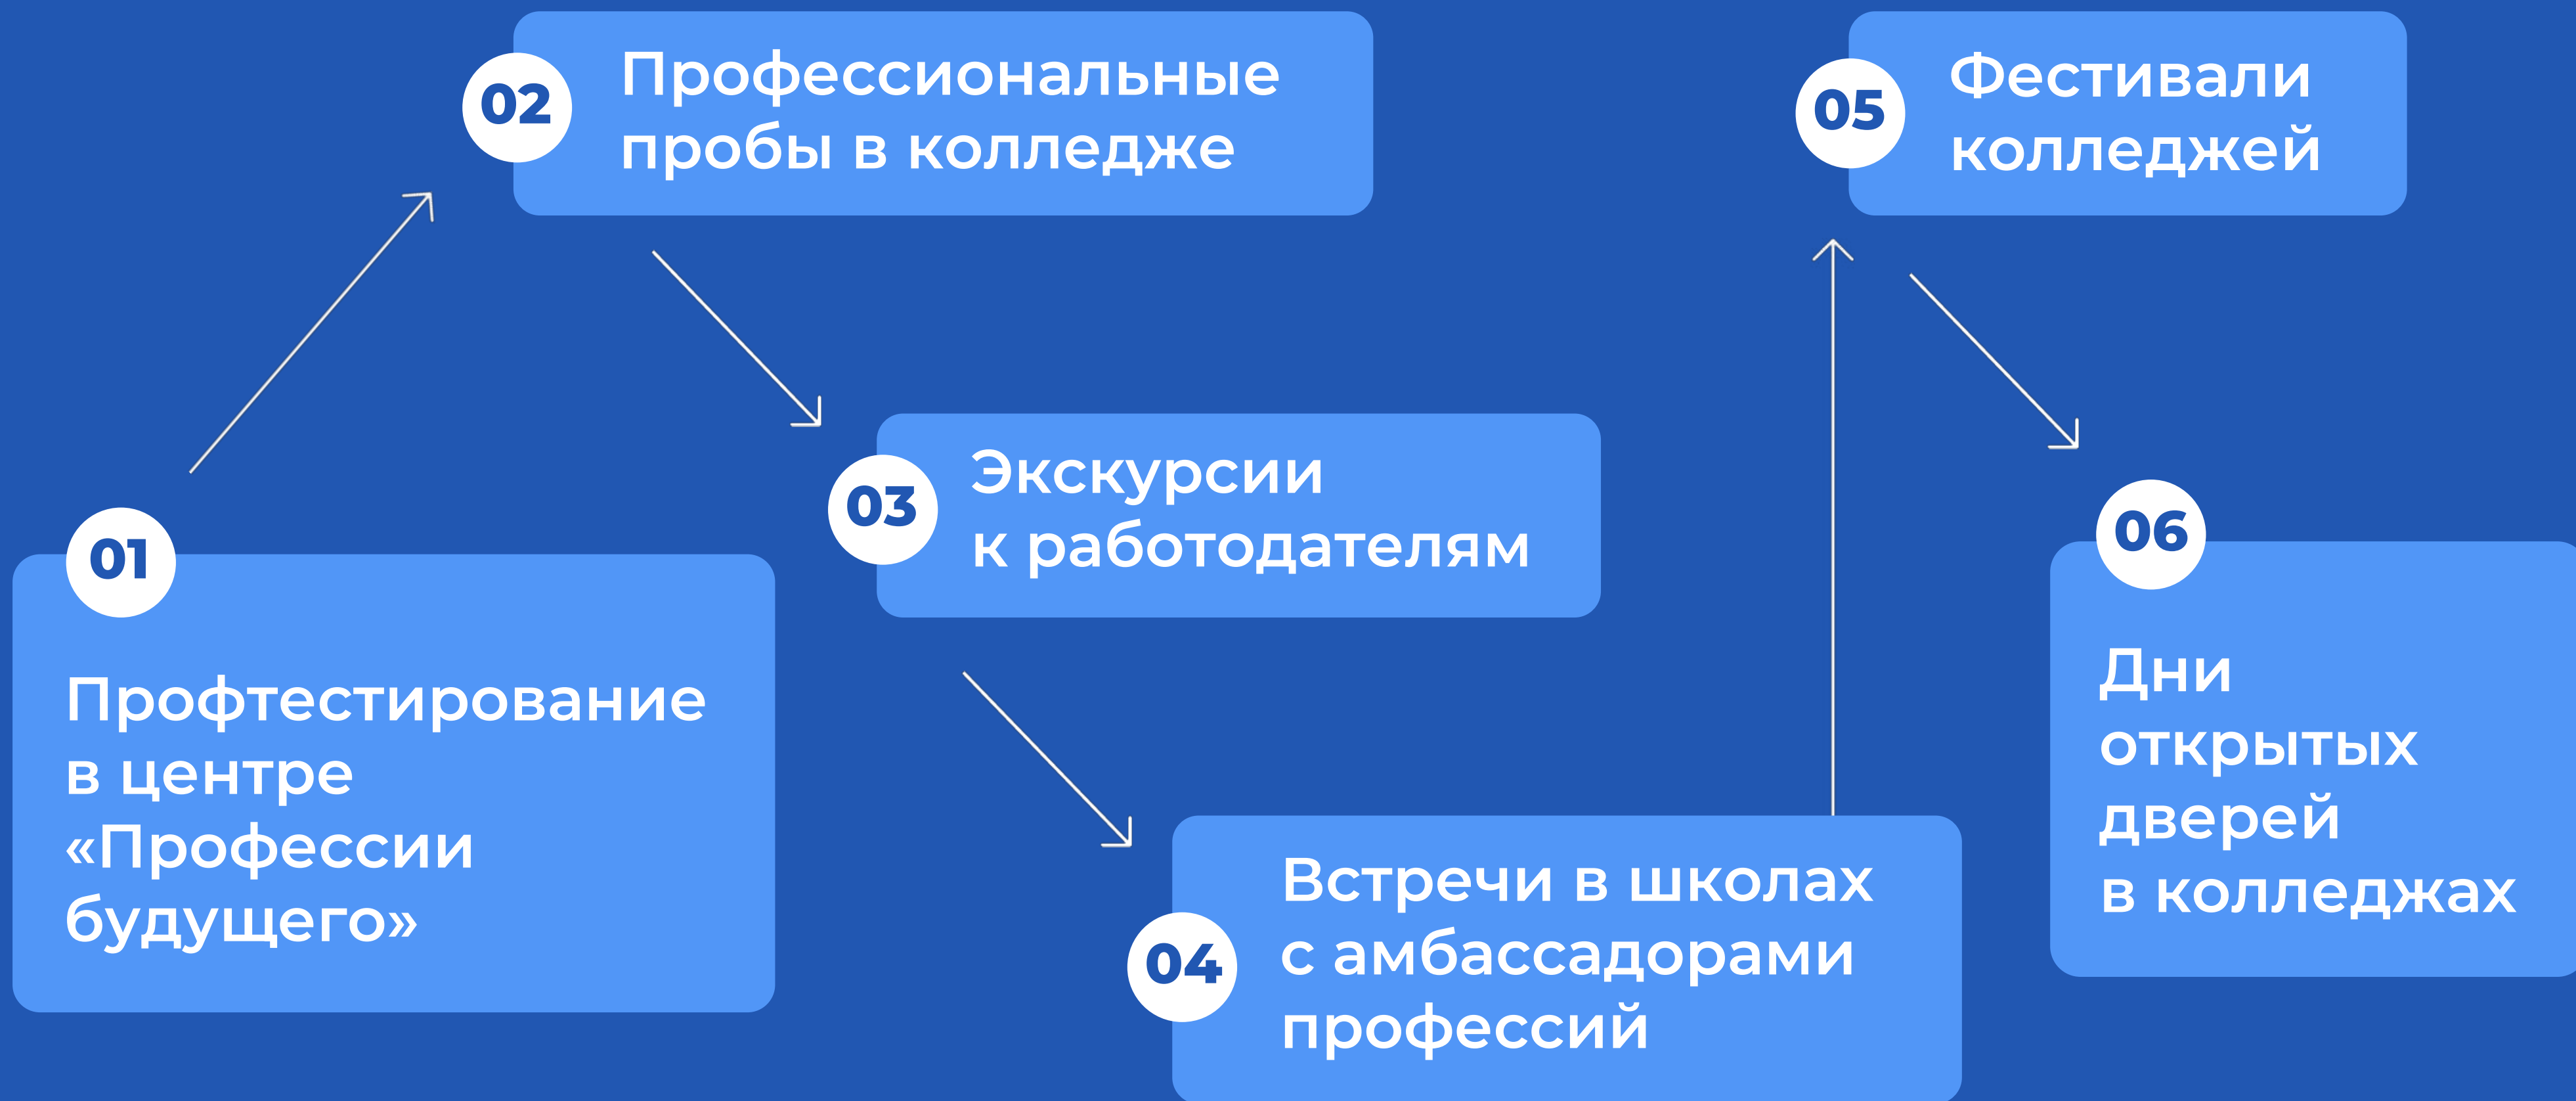 01
Профтестирование
в центре
«Профессии
будущего»
02
Профессиональные
пробы в колледже
03
Экскурсии
к работодателям
04
Встречи в школах
с амбассадорами
профессий
05
Фестивали
колледжей
06
Дни
открытых
дверей
в колледжах